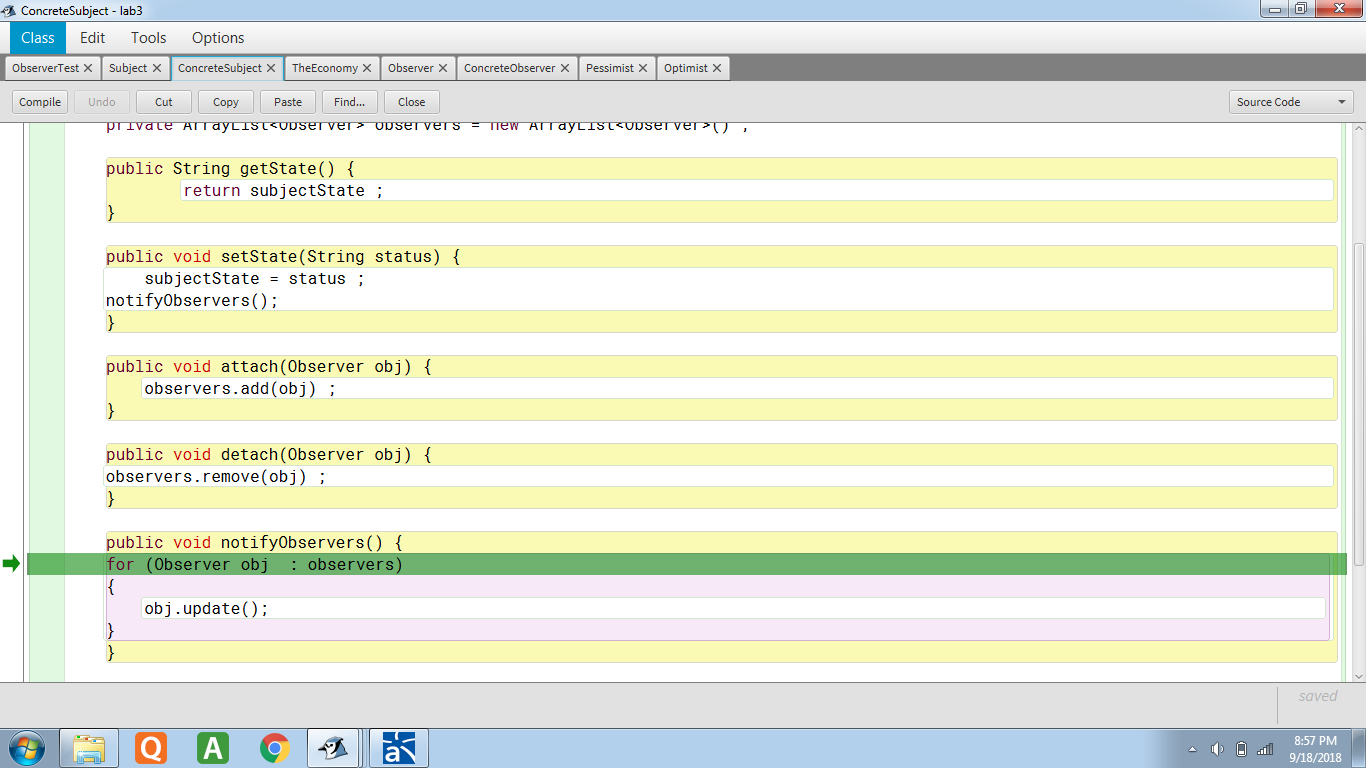 ConcreteSubject - lab3
Class Edit Tools Options
ObserverTest Subject ConcreteSubject TheEconomy Observer ConcreteObserver Pessimist Optimist
Compile Undo Cut Copy Paste Find... Close Source Code
private ArrayList<Observer> observers = new ArrayList<Observer>() ;
public String getState() {
return subjectState ;
}
public void setState(String status) {
subjectState = status ;
notifyObservers();
}
public void attach(Observer obj) {
observers.add(obj) ;
}
public void detach(Observer obj) {
observers.remove(obj) ;
}
public void notifyObservers() {
for (Observer obj  : observers)
{
obj.update();
}
}
saved
Q A a
8:57 PM
9/18/2018